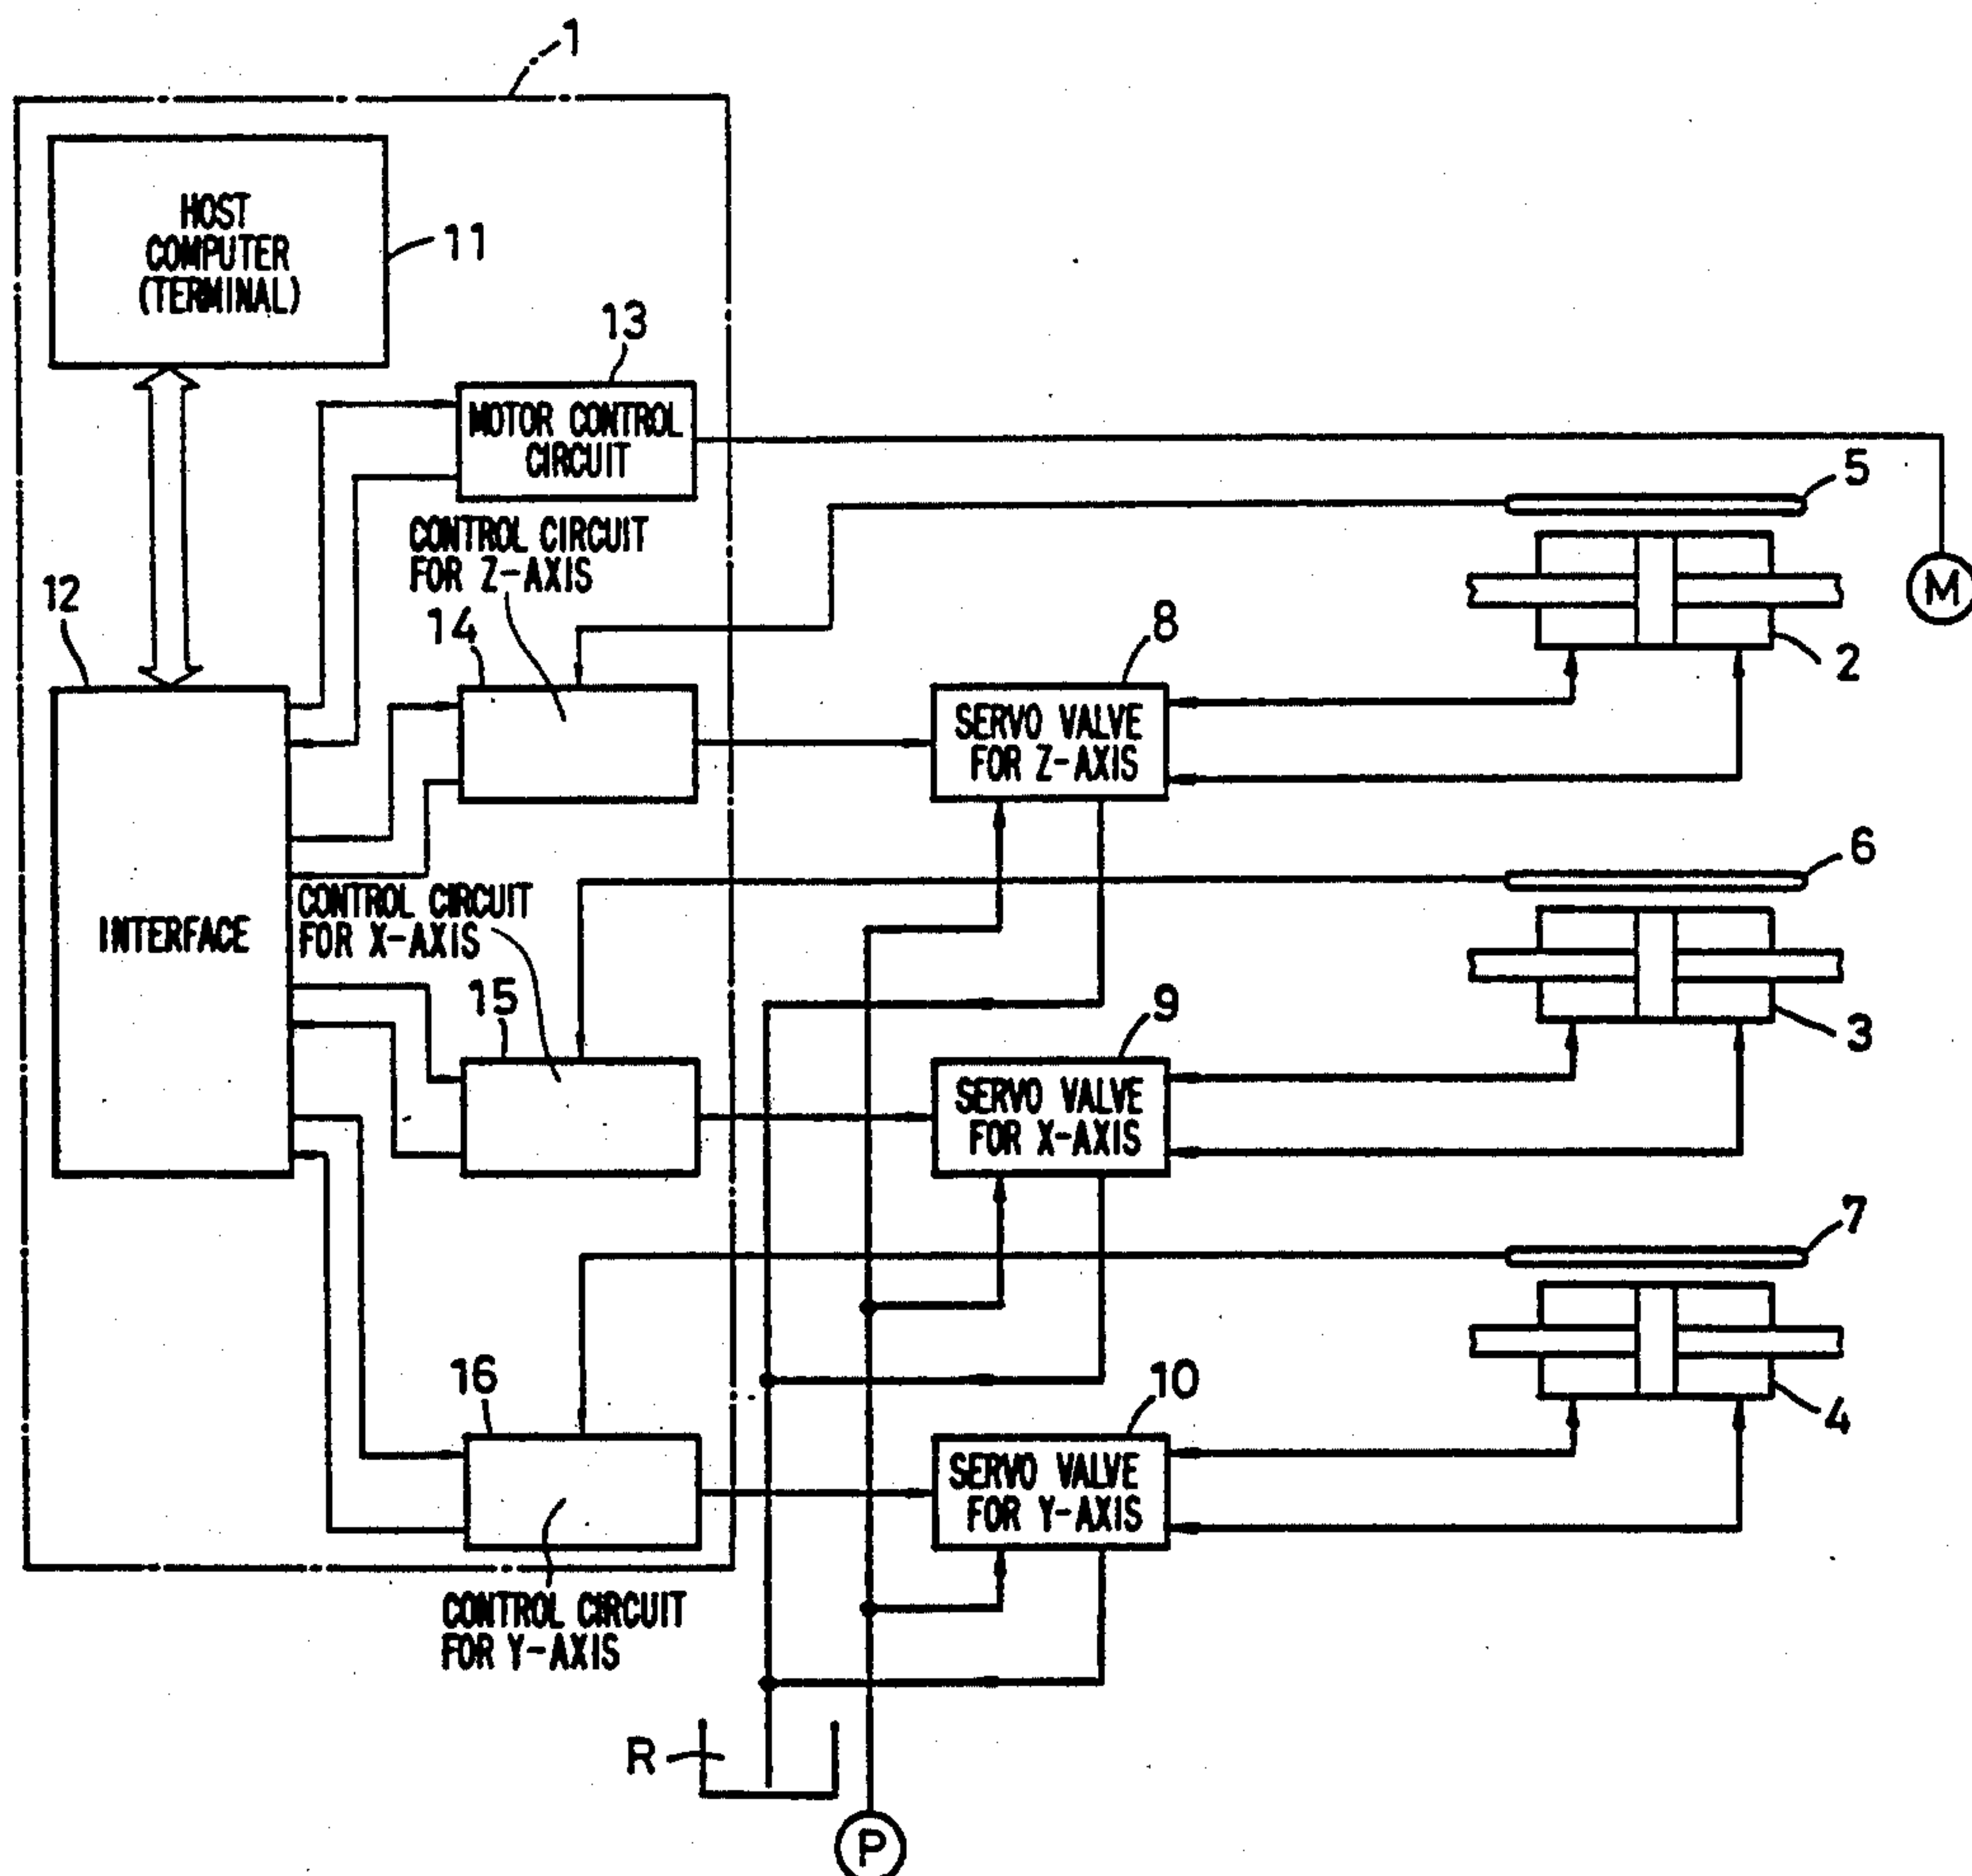 1
HOST
COMPUTER
(TERMINAL)
11
13
MOTOR CONTROL
CIRCUIT
5
CONTROL CIRCUIT
FOR Z-AXIS
M
12
14
8
2
SERVO VALVE
FOR Z-AXIS
6
CONTROL CIRCUIT
FOR X-AXIS
INTERFACE
15
9
3
SERVO VALVE
FOR X-AXIS
7
16
10
4
SERVO VALVE
FOR Y-AXIS
CONTROL CIRCUIT
FOR Y-AXIS
R
P